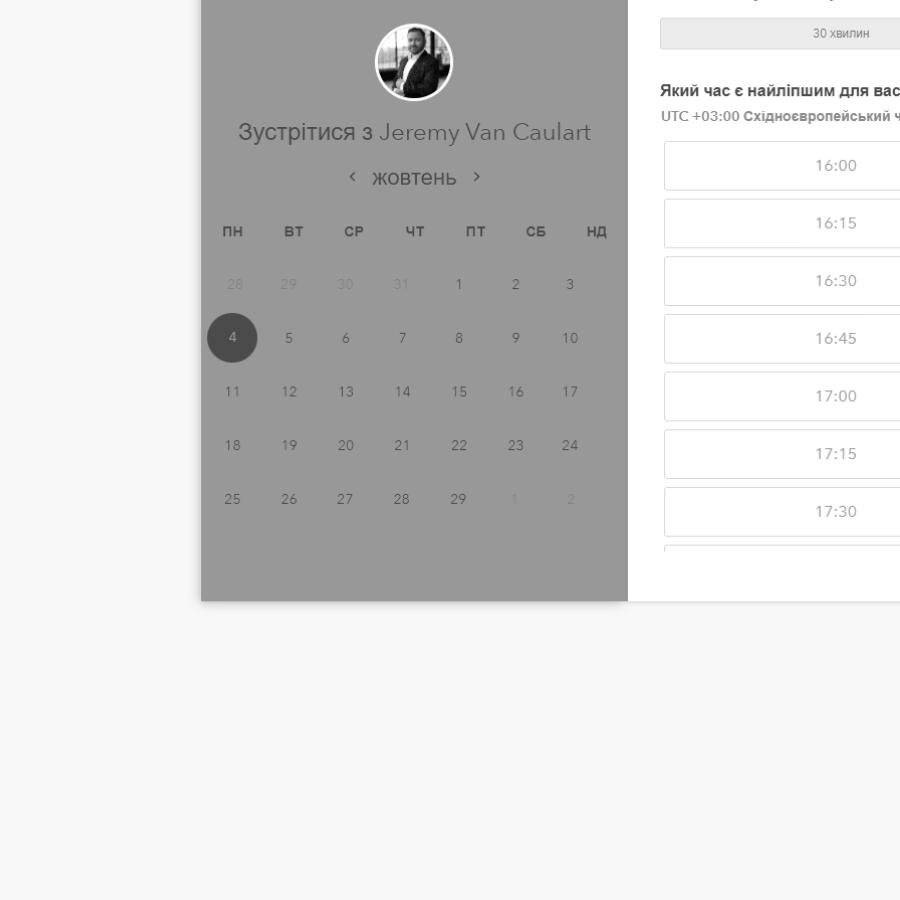 Зустрітися з Jeremy Van Caulart
жовтень
ПН ВТ СР ЧТ ПТ СБ НД
28 29 30 31 1 2 3
4 5 6 7 8 9 10
11 12 13 14 15 16 17
18 19 20 21 22 23 24
25 26 27 28 29 1 2
30 хвилин
Який час є найліпшим для вас
UTC +03:00 Східноєвропейський
16:00
16:15
16:30
16:45
17:00
17:15
17:30